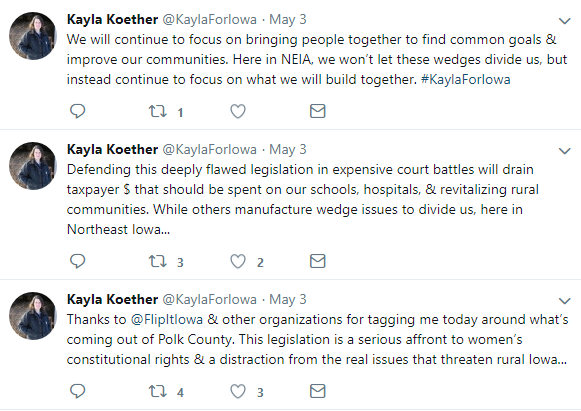 Kayla Koether @KaylaForIowa · May 3
We will continue to focus on bringing people together to find common goals &
improve our communities. Here in NEIA, we won't let these wedges divide us, but
instead continue to focus on what we will build together. #KaylaForIowa
1
Kayla Koether @KaylaForIowa · May 3
Defending this deeply flawed legislation in expensive court battles will drain
taxpayer $ that should be spent on our schools, hospitals, & revitalizing rural
communities. While others manufacture wedge issues to divide us, here in
Northeast Iowa...
3 2
Kayla Koether @KaylaForIowa · May 3
Thanks to @FlipItIowa & other organizations for tagging me today around what's
coming out of Polk County. This legislation is a serious affront to women's
constitutional rights & a distraction from the real issues that threaten rural Iowa...
4 3